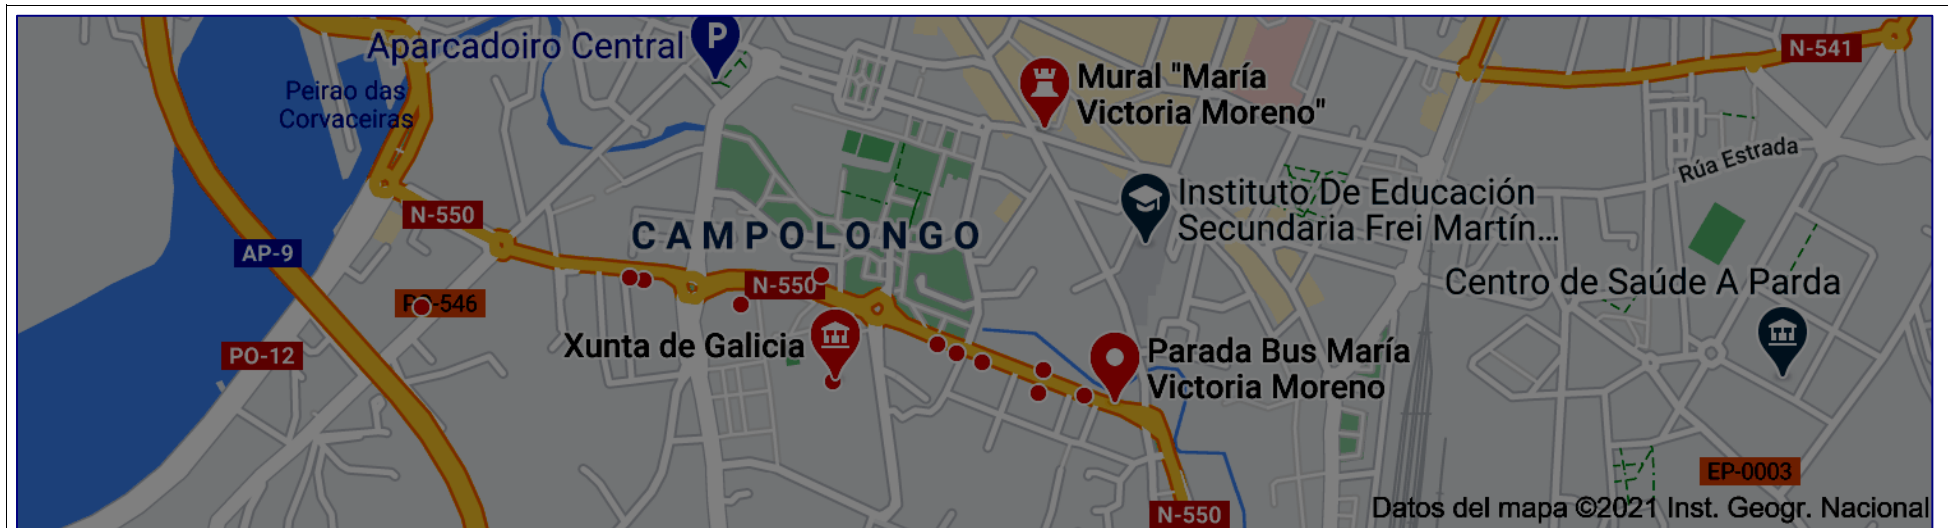 P
Aparcadoiro Central
N-541
Mural "María
Victoria Moreno"
Peirao das
Corvaceiras
Rúa Estrada
Instituto De Educación
Secundaria Frei Martín...
N-550
CAMPOLONGO
AP-9
N-550
Centro de Saúde A Parda
PO-546
Xunta de Galicia
PO-12
Parada Bus María
Victoria Moreno
EP-0003
N-550
Datos del mapa ©2021 Inst. Geogr. Nacional